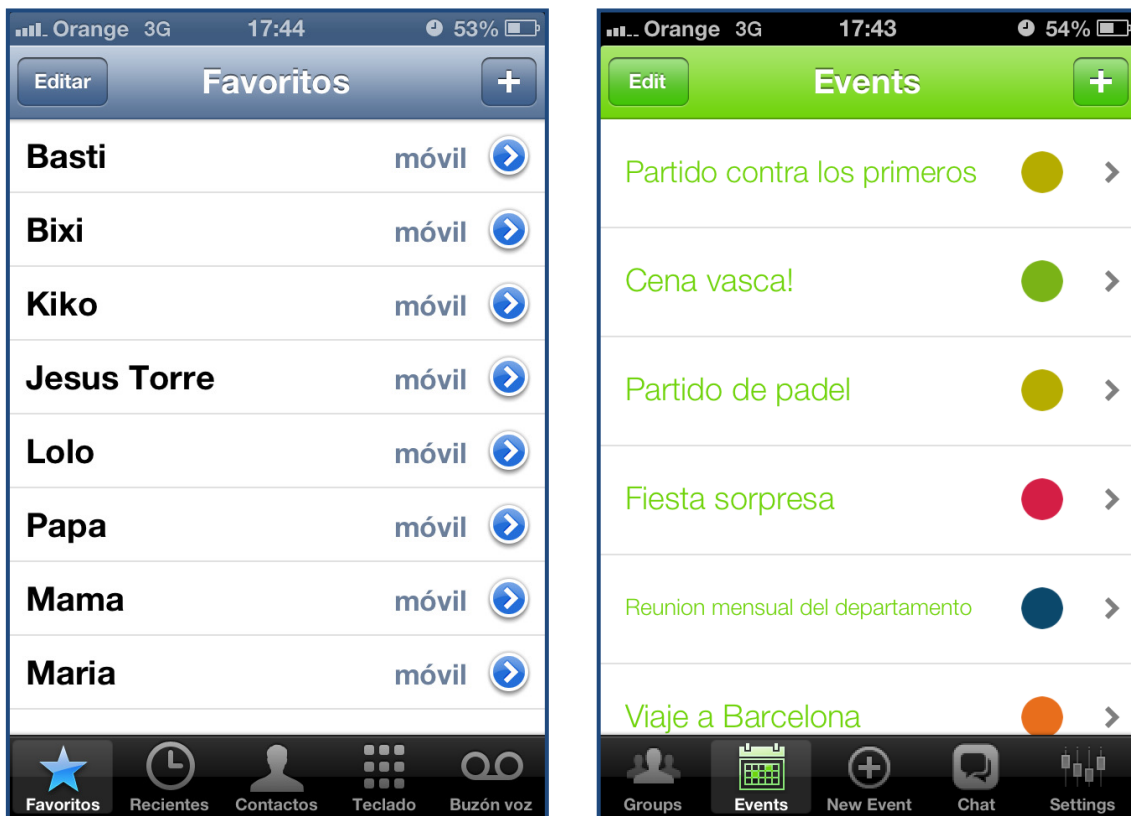 Orange 3G 17:44 53%
Editar Favoritos +
Basti móvil
Bixi móvil
Kiko móvil
Jesus Torre móvil
Lolo móvil
Papa móvil
Mama móvil
Maria móvil
Favoritos Recientes Contactos Teclado Buzón voz
Orange 3G 17:43 54%
Edit Events +
Partido contra los primeros
Cena vasca!
Partido de padel
Fiesta sorpresa
Reunion mensual del departamento
Viaje a Barcelona
Groups Events New Event Chat Settings